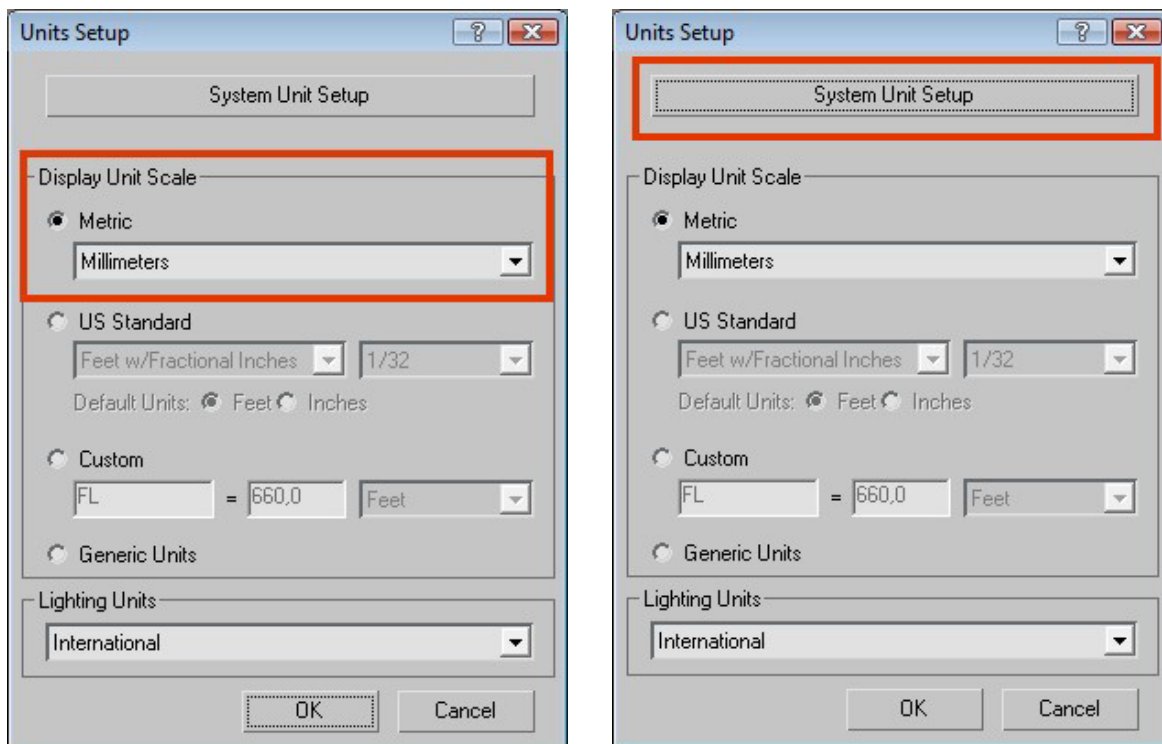 Units Setup
System Unit Setup
Display Unit Scale
Metric
Millimeters
US Standard
Feet w/Fractional Inches 1/32
Default Units: Feet Inches
Custom
FL = 660,0 Feet
Generic Units
Lighting Units
International
OK Cancel
Units Setup
System Unit Setup
Display Unit Scale
Metric
Millimeters
US Standard
Feet w/Fractional Inches 1/32
Default Units: Feet Inches
Custom
FL = 660,0 Feet
Generic Units
Lighting Units
International
OK Cancel